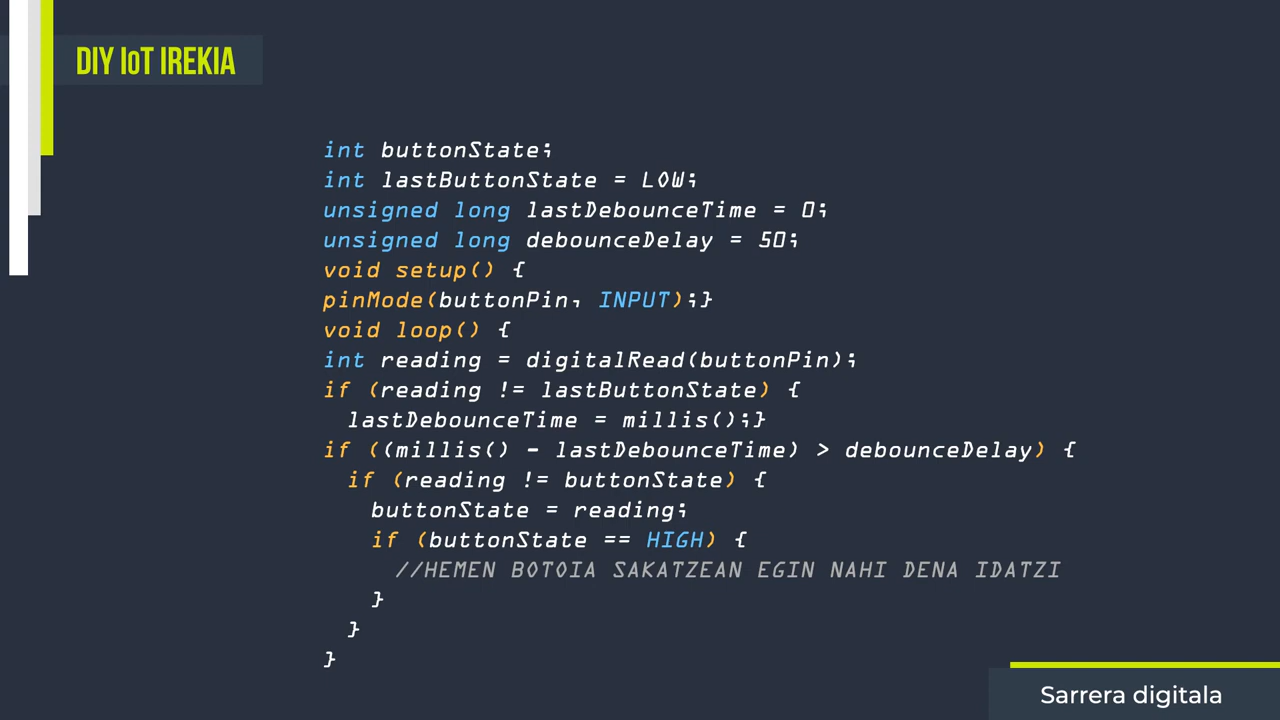 DIY IoT IREKIA
int buttonState;
int lastButtonState = LOW;
unsigned long lastDebounceTime = 0;
unsigned long debounceDelay = 50;
void setup() {
pinMode(buttonPin, INPUT);}
void loop() {
int reading = digitalRead(buttonPin);
if (reading != lastButtonState) {
lastDebounceTime = millis();}
if ((millis() - lastDebounceTime) > debounceDelay) {
if (reading != buttonState) {
buttonState = reading;
if (buttonState == HIGH) {
//HEMEN BOTOIA SAKATZEAN EGIN NAHI DENA IDATZI
}
}
}
Sarrera digitala